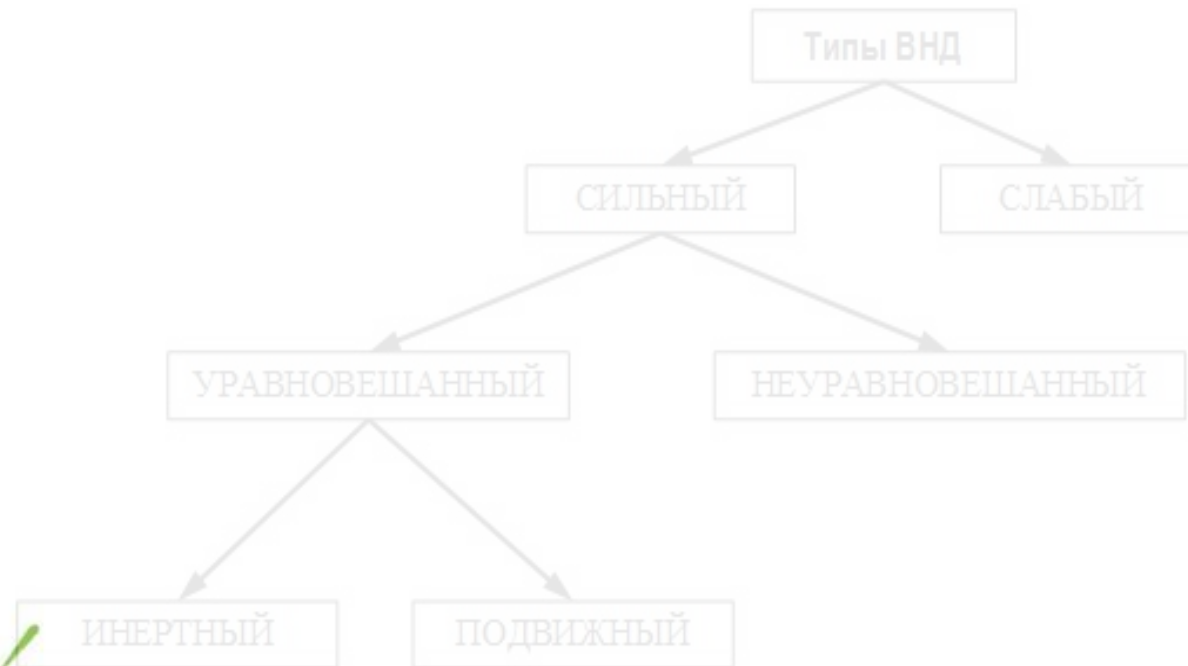 Типы ВНД
СИЛЬНЫЙ
СЛАБЫЙ
УРАВНОВЕШАННЫЙ
НЕУРАВНОВЕШАННЫЙ
ИНЕРТНЫЙ
ПОДВИЖНЫЙ